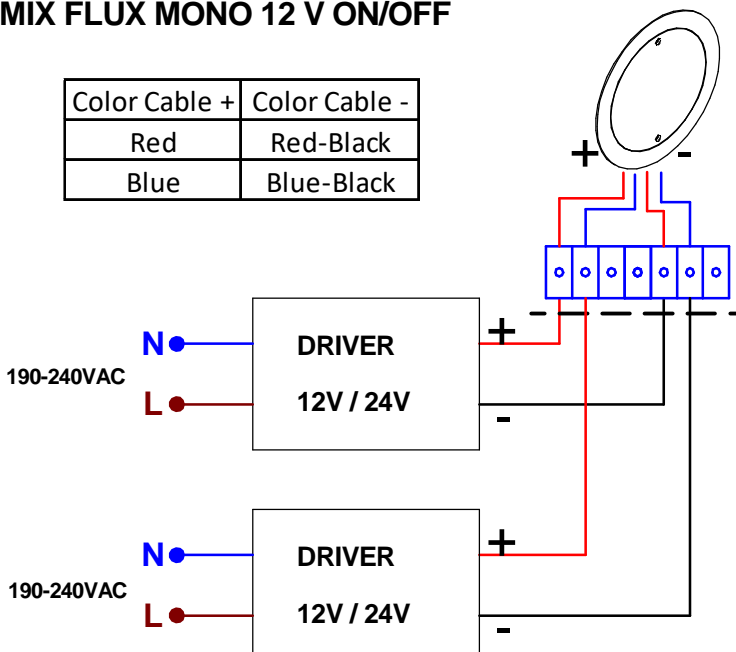 MIX FLUX MONO 12 V ON/OFF
Color Cable + Color Cable -
Red Red-Black
Blue Blue-Black
+ -
N DRIVER +
190-240VAC
L 12V / 24V -
N DRIVER +
190-240VAC
L 12V / 24V -